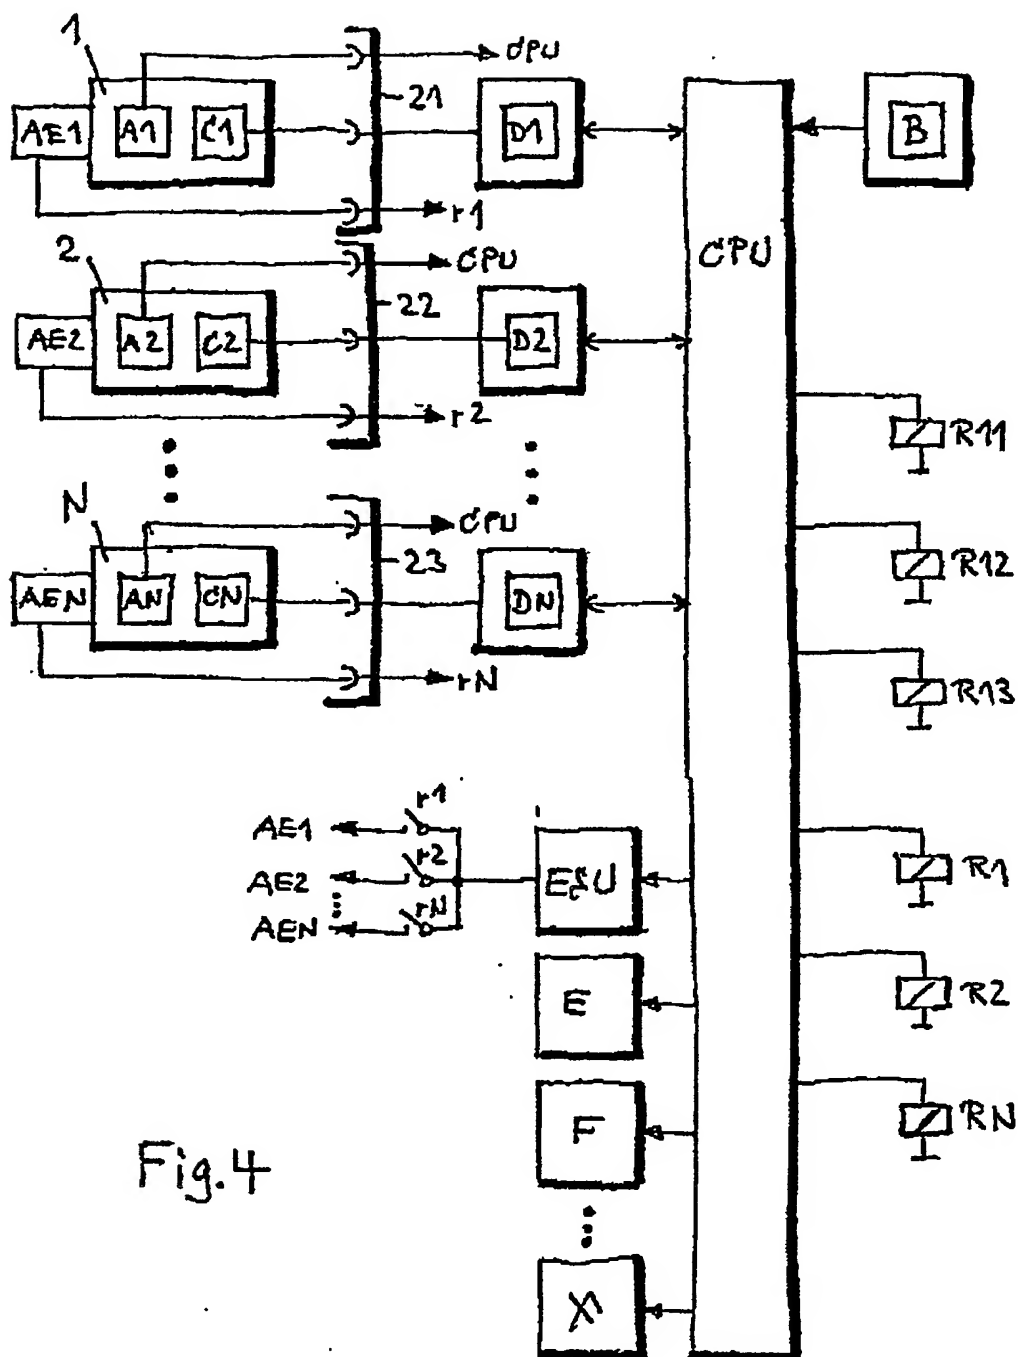 1
CPU
AE1 A1 C1 21 D1 B
r1
2 CPU CPU
AE2 A2 C2 22 D2
r2 R11
N CPU
R12
AEN AN CN 23 DN
rN R13
r1
AE1
R1
AE2 r2
AEN rN
E R2
F RN
Fig.4